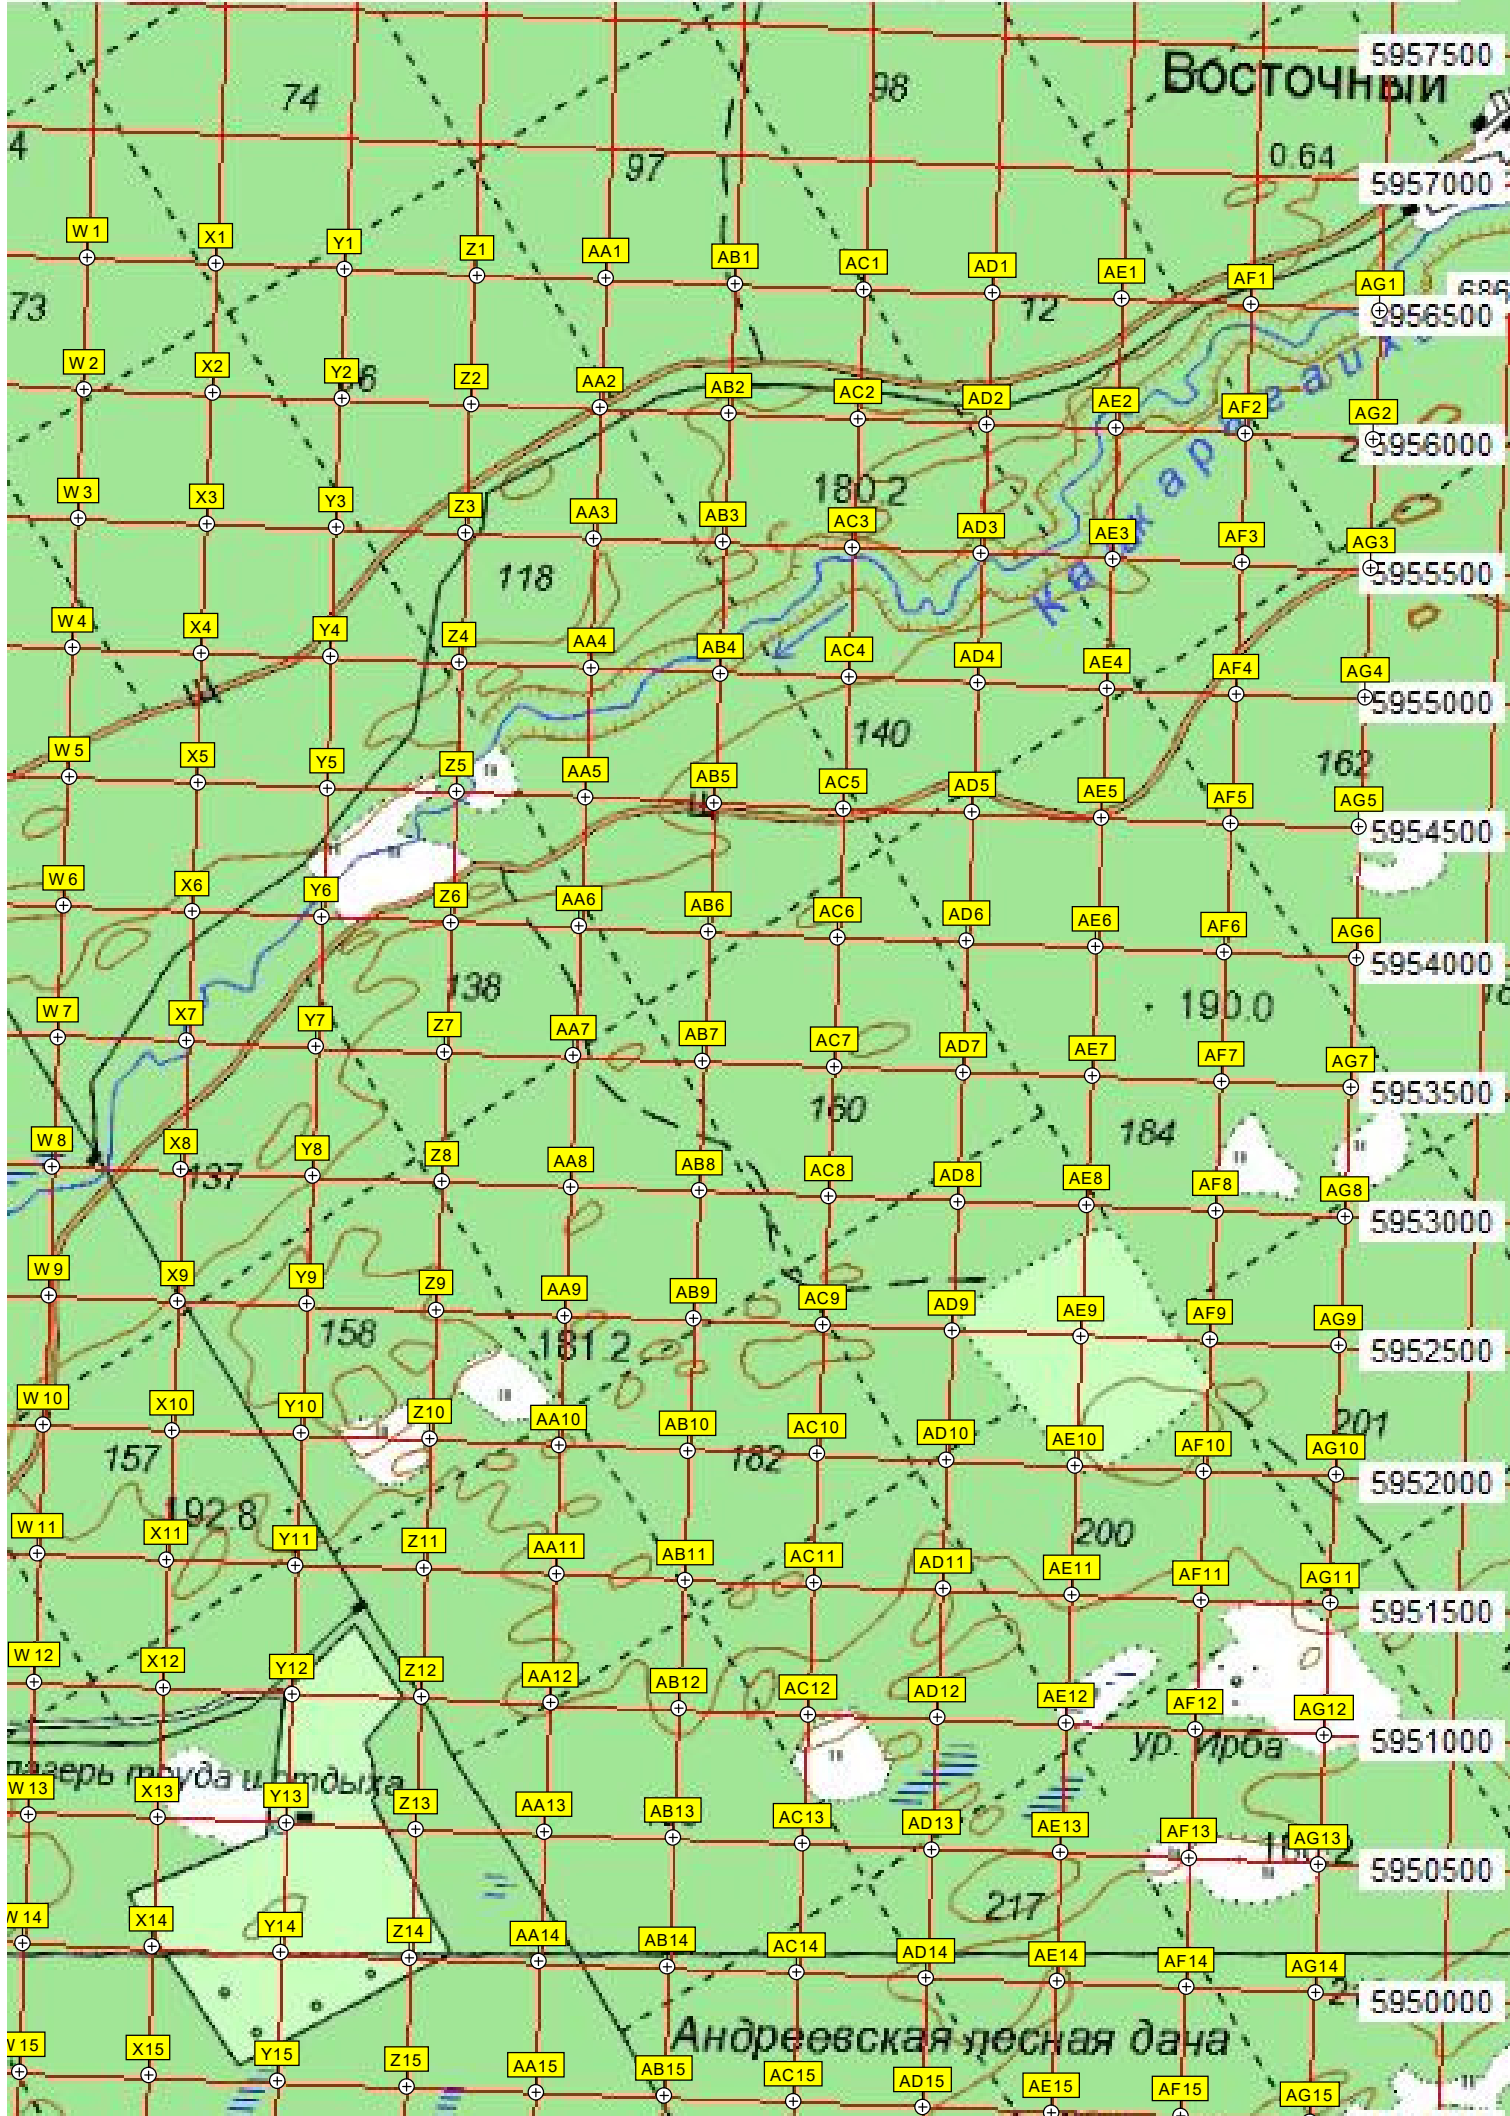 5957500
Восточный
74
98
4
97
0.64
5957000
W1 X1 Y1 Z1 AA1 AB1 AC1 AD1 AE1 AF1 AG1
73
12
686
5956500
W2 X2 Y2 Z2 AA2 AB2 AC2 AD2 AE2 AF2 AG2
5956000
180.2
W3 X3 Y3 Z3 AA3 AB3 AC3 AD3 AE3 AF3 AG3
118
5955500
W4 X4 Y4 Z4 AA4 AB4 AC4 AD4 AE4 AF4 AG4
5955000
140
162
W5 X5 Y5 Z5 AA5 AB5 AC5 AD5 AE5 AF5 AG5
5954500
W6 X6 Y6 Z6 AA6 AB6 AC6 AD6 AE6 AF6 AG6
5954000
138
190.0
W7 X7 Y7 Z7 AA7 AB7 AC7 AD7 AE7 AF7 AG7
5953500
160
184
W8 X8 Y8 Z8 AA8 AB8 AC8 AD8 AE8 AF8 AG8
137
5953000
W9 X9 Y9 Z9 AA9 AB9 AC9 AD9 AE9 AF9 AG9
158
181.2
5952500
W10 X10 Y10 Z10 AA10 AB10 AC10 AD10 AE10 AF10 AG10
201
157
182
5952000
192.8
200
W11 X11 Y11 Z11 AA11 AB11 AC11 AD11 AE11 AF11 AG11
5951500
W12 X12 Y12 Z12 AA12 AB12 AC12 AD12 AE12 AF12 AG12
ур. Ирба
5951000
лагерь труда и отдыха
W13 X13 Y13 Z13 AA13 AB13 AC13 AD13 AE13 AF13 AG13
5950500
217
W14 X14 Y14 Z14 AA14 AB14 AC14 AD14 AE14 AF14 AG14
5950000
Андреевская лесная дача
W15 X15 Y15 Z15 AA15 AB15 AC15 AD15 AE15 AF15 AG15